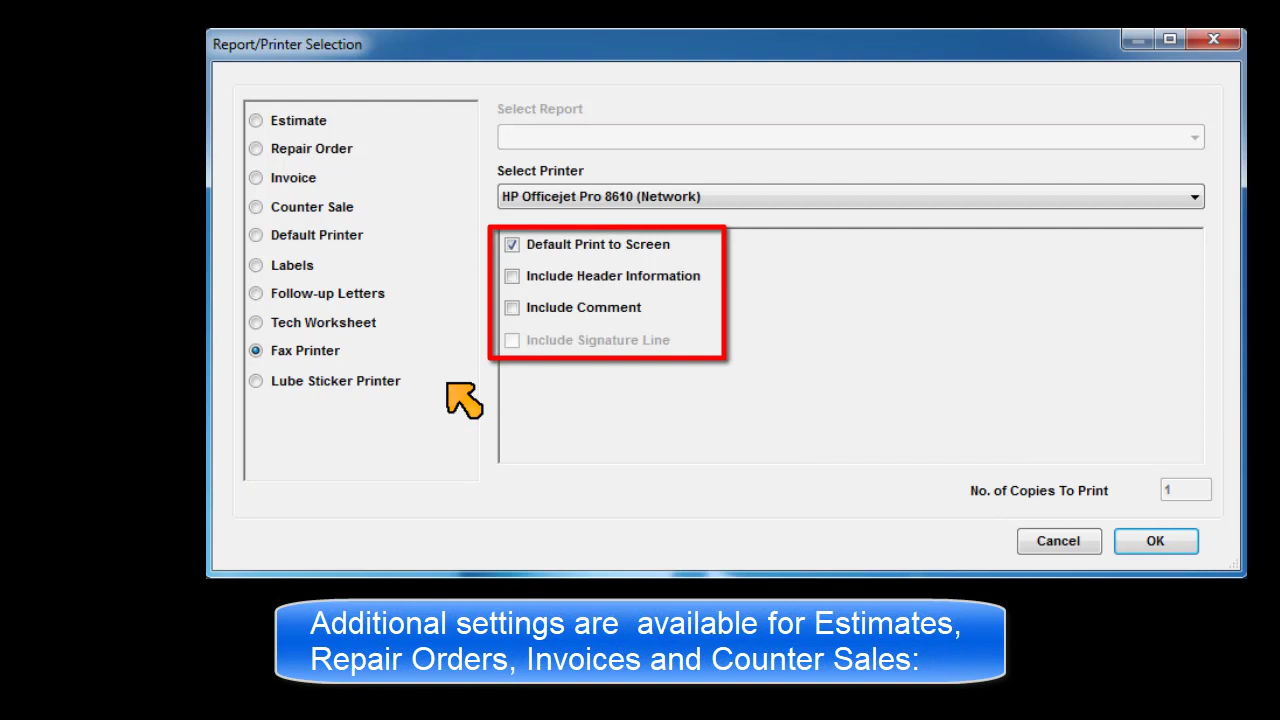 Report/Printer Selection
Estimate
Repair Order
Invoice
Counter Sale
Default Printer
Labels
Follow-up Letters
Tech Worksheet
Fax Printer
Lube Sticker Printer
Select Report
Select Printer
HP Officejet Pro 8610 (Network)
Default Print to Screen
Include Header Information
Include Comment
Include Signature Line
No. of Copies To Print 1
Cancel OK
Additional settings are  available for Estimates,
Repair Orders, Invoices and Counter Sales: